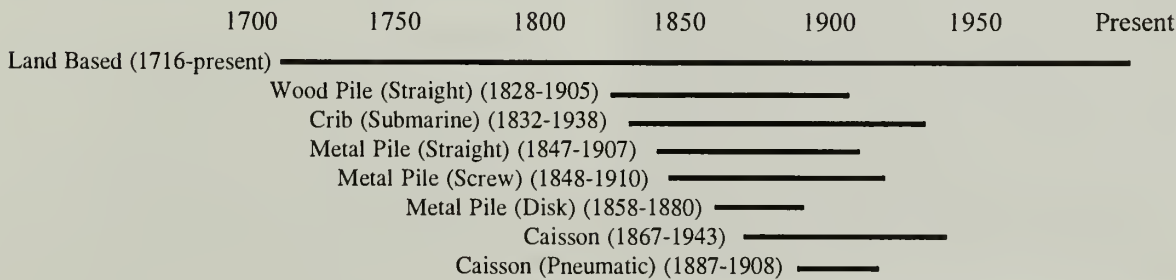 1700 1750 1800 1850 1900 1950 Present
Land Based (1716-present)
Wood Pile (Straight) (1828-1905)
Crib (Submarine) (1832-1938)
Metal Pile (Straight) (1847-1907)
Metal Pile (Screw) (1848-1910)
Metal Pile (Disk) (1858-1880)
Caisson (1867-1943)
Caisson (Pneumatic) (1887-1908)